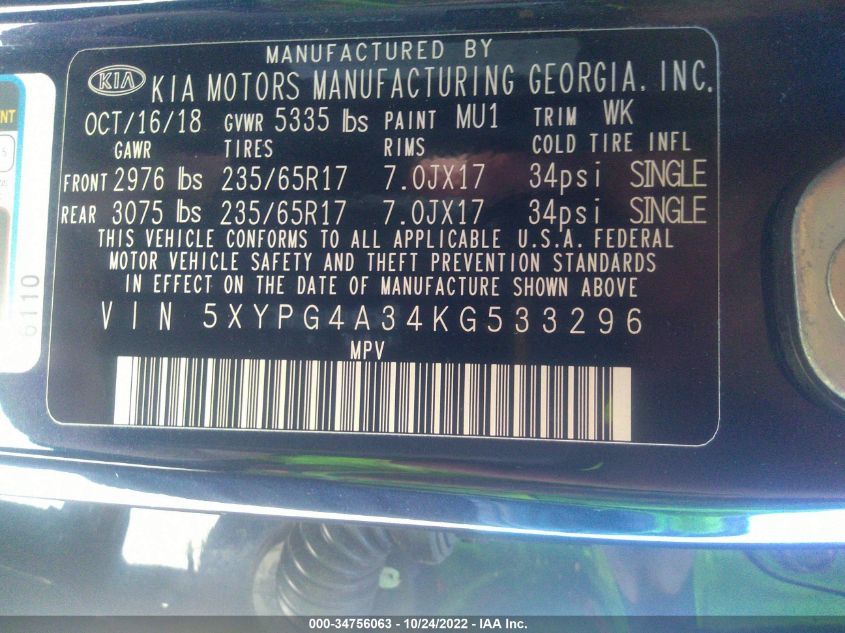 MANUFACTURED BY
KIA KIA MOTORS MANUFACTURING GEORGIA, INC.
OCT/16/18 GVWR 5335 lbs PAINT MU1 TRIM WK
GAWR TIRES RIMS COLD TIRE INFL
FRONT 2976 lbs 235/65R17 7.0JX17 34psi SINGLE
REAR 3075 lbs 235/65R17 7.0JX17 34psi SINGLE
THIS VEHICLE CONFORMS TO ALL APPLICABLE U.S.A. FEDERAL
MOTOR VEHICLE SAFETY AND THEFT PREVENTION STANDARDS
IN EFFECT ON THE DATE OF MANUFACTURE SHOWN ABOVE
VIN 5XYPG4A34KG533296
MPV
6110
000-34756063 - 10/24/2022 - IAA Inc.